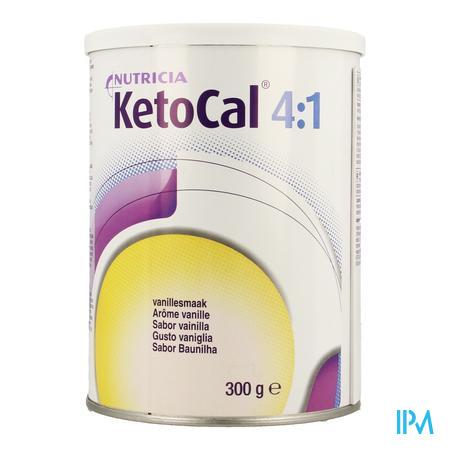 NUTRICIA
KetoCal® 4:1
vanillesmaak
Arôme vanille
Sabor vainilla
Gusto vaniglia
Sabor Baunilha
300 g ℮
IPM